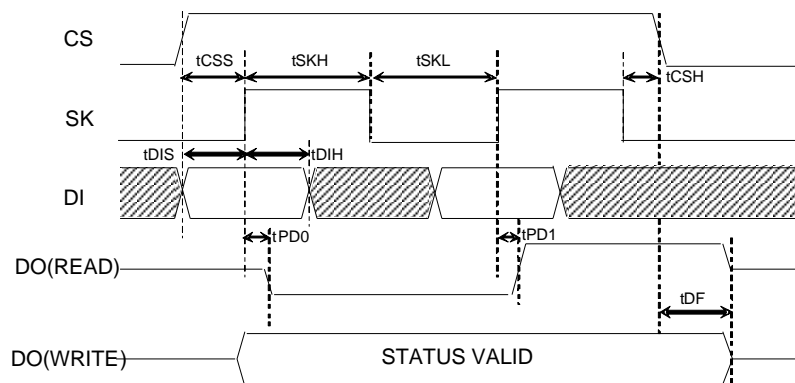 CS
tCSS tSKH tSKL tCSH
SK
tDIS tDIH
DI
tPD0 tPD1
DO(READ)
tDF
DO(WRITE) STATUS VALID